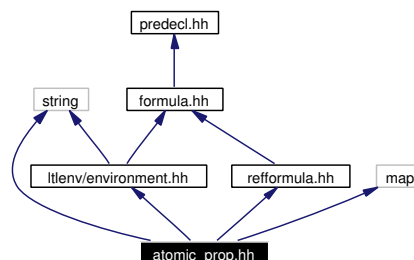 predecl.hh
string
formula.hh
ltlenv/environment.hh
refformula.hh
map
atomic_prop.hh